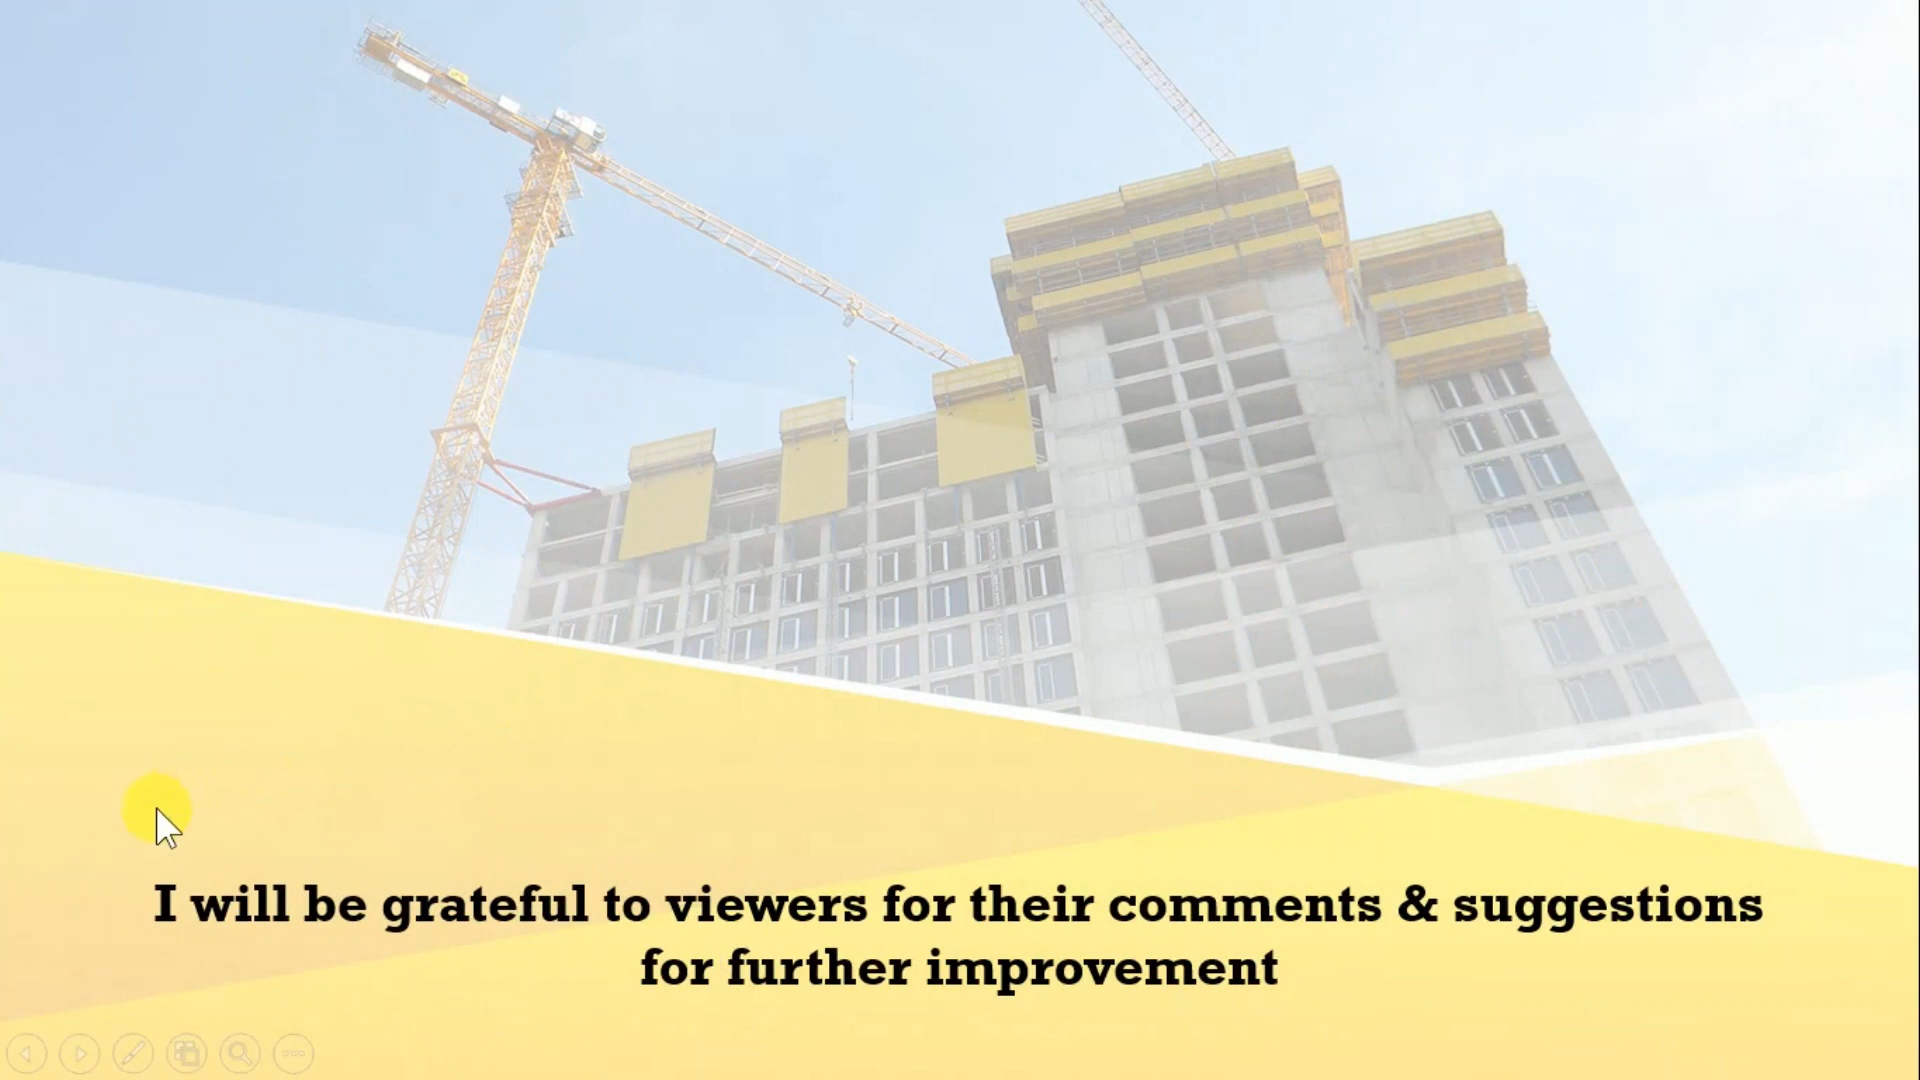 I will be grateful to viewers for their comments & suggestions
for further improvement